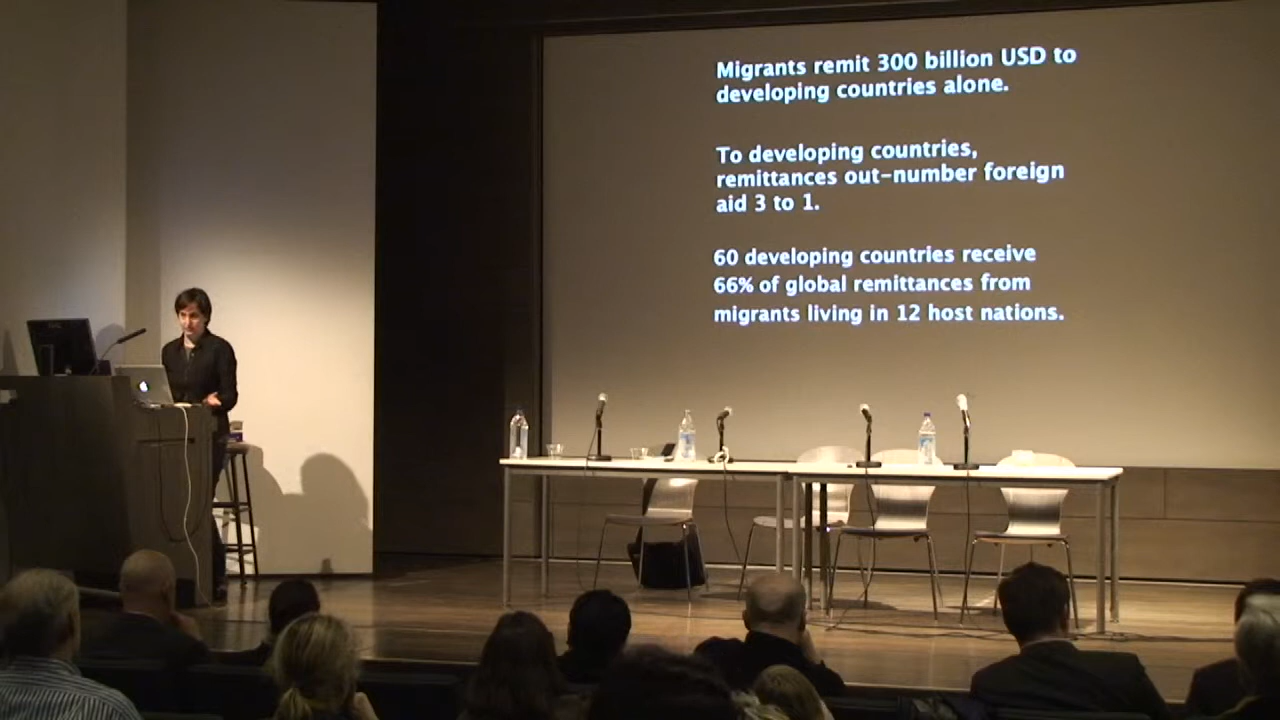 Migrants remit 300 billion USD to
developing countries alone.
To developing countries,
remittances out-number foreign
aid 3 to 1.
60 developing countries receive
66% of global remittances from
migrants living in 12 host nations.